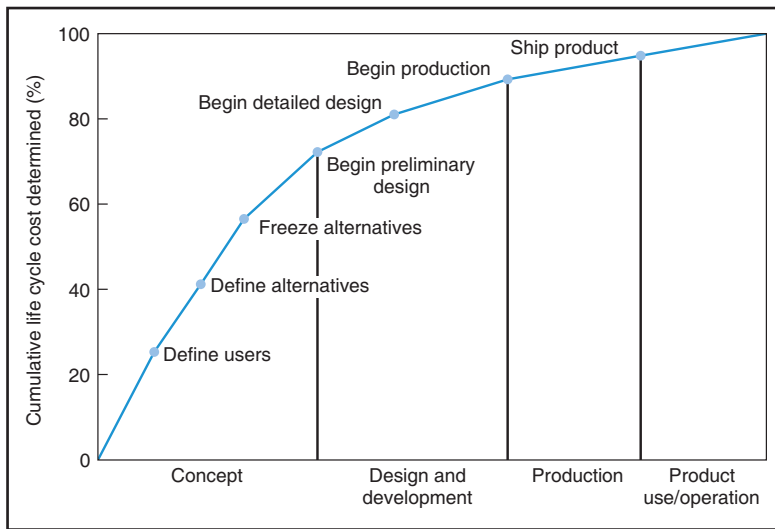 Cumulative life cycle cost determined (%)
100
80
60
40
20
0
Ship product
Begin production
Begin detailed design
Begin preliminary
design
Freeze alternatives
Define alternatives
Define users
Concept
Design and
development
Production
Product
use/operation